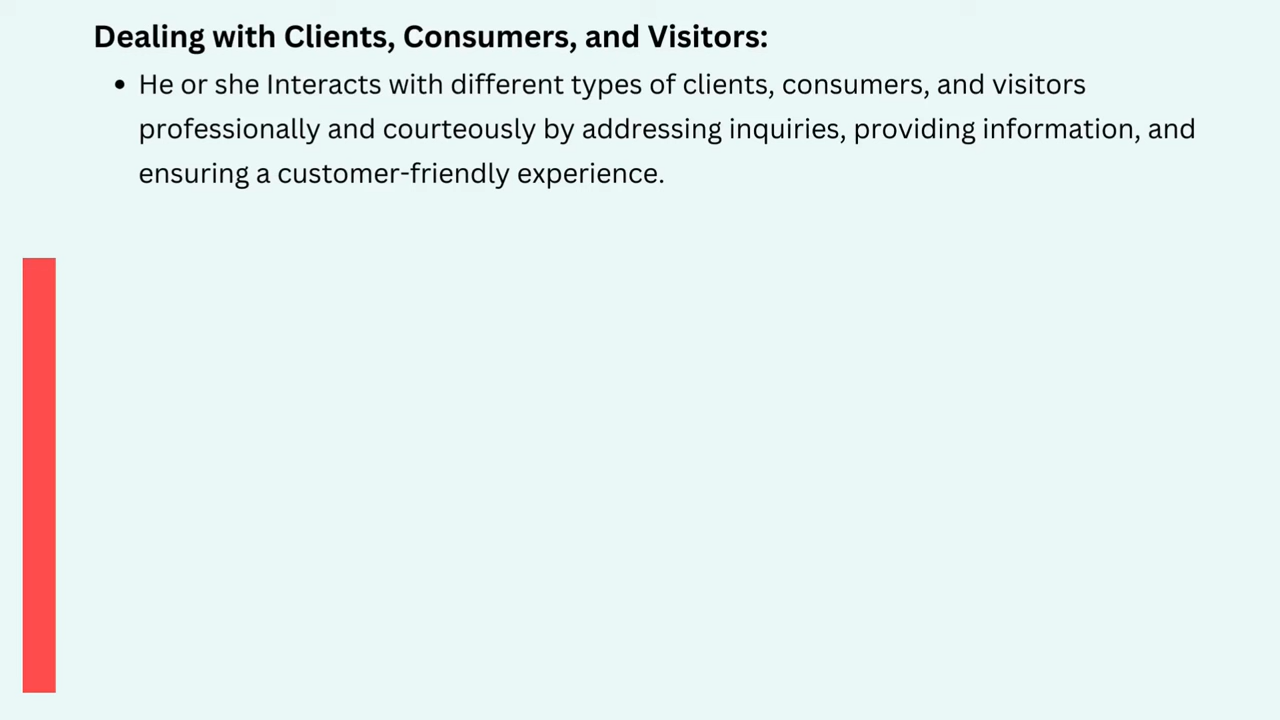 Dealing with Clients, Consumers, and Visitors:
• He or she Interacts with different types of clients, consumers, and visitors
professionally and courteously by addressing inquiries, providing information, and
ensuring a customer-friendly experience.